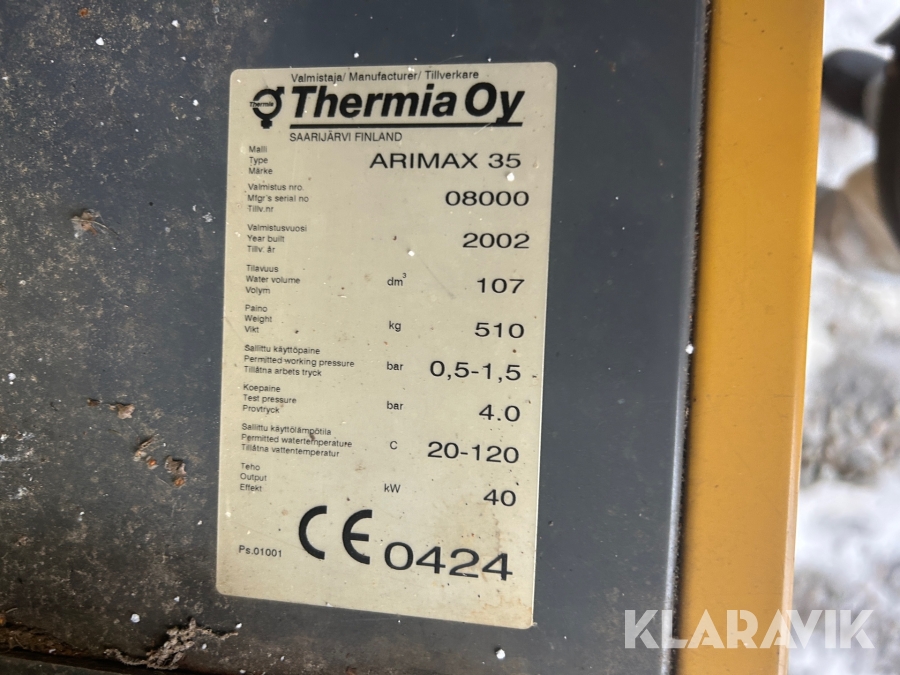 Valmistaja/ Manufacturer/ Tillverkare
Thermia
Thermia Oy
SAARIJÄRVI FINLAND
Malli
Type
Märke
ARIMAX 35
Valmistus nro.
Mfgr's serial no
Tillv.nr
08000
Valmistusvuosi
Year built
Tillv. år
2002
Tilavuus
Water volume
Volym
dm³ 107
Paino
Weight
Vikt
kg 510
Sallittu käyttöpaine
Permitted working pressure
Tillåtna arbets tryck
bar 0,5-1,5
Koepaine
Test pressure
Provtryck
bar 4.0
Sallittu käyttölämpötila
Permitted watertemperature
Tillåtna vattentemperatur
C 20-120
Teho
Output
Effekt
kW 40
Ps.01001
CE 0424
KLARAVIK